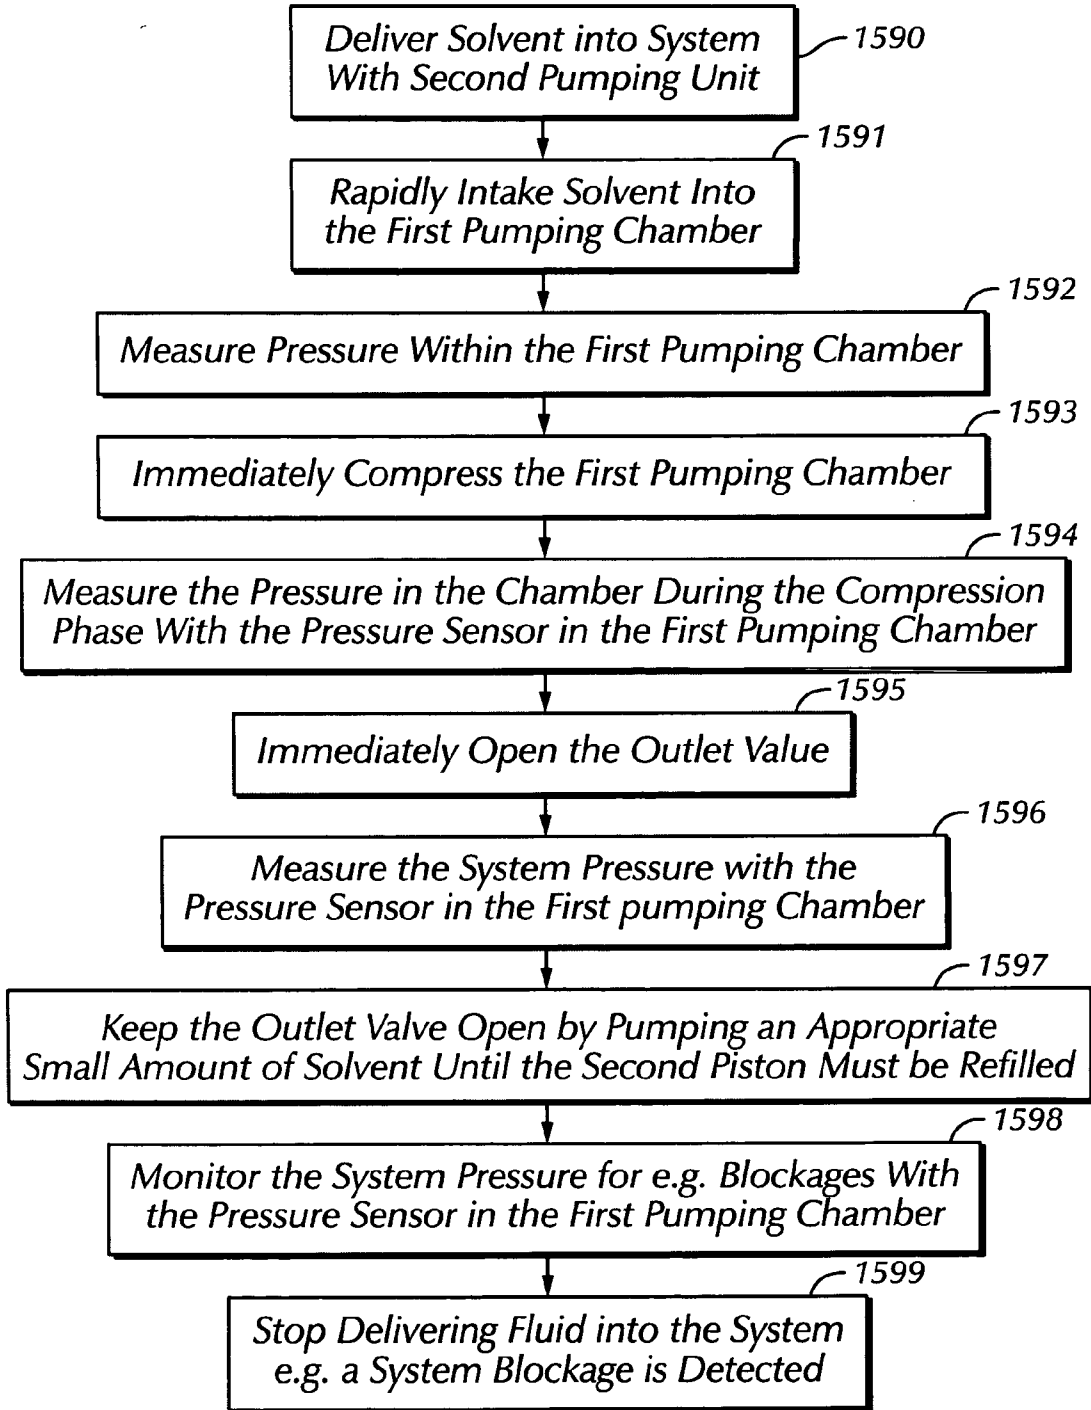 Deliver Solvent into System
With Second Pumping Unit
1590
Rapidly Intake Solvent Into
the First Pumping Chamber
1591
Measure Pressure Within the First Pumping Chamber
1592
Immediately Compress the First Pumping Chamber
1593
Measure the Pressure in the Chamber During the Compression
Phase With the Pressure Sensor in the First Pumping Chamber
1594
Immediately Open the Outlet Value
1595
Measure the System Pressure with the
Pressure Sensor in the First pumping Chamber
1596
Keep the Outlet Valve Open by Pumping an Appropriate
Small Amount of Solvent Until the Second Piston Must be Refilled
1597
Monitor the System Pressure for e.g. Blockages With
the Pressure Sensor in the First Pumping Chamber
1598
Stop Delivering Fluid into the System
e.g. a System Blockage is Detected
1599